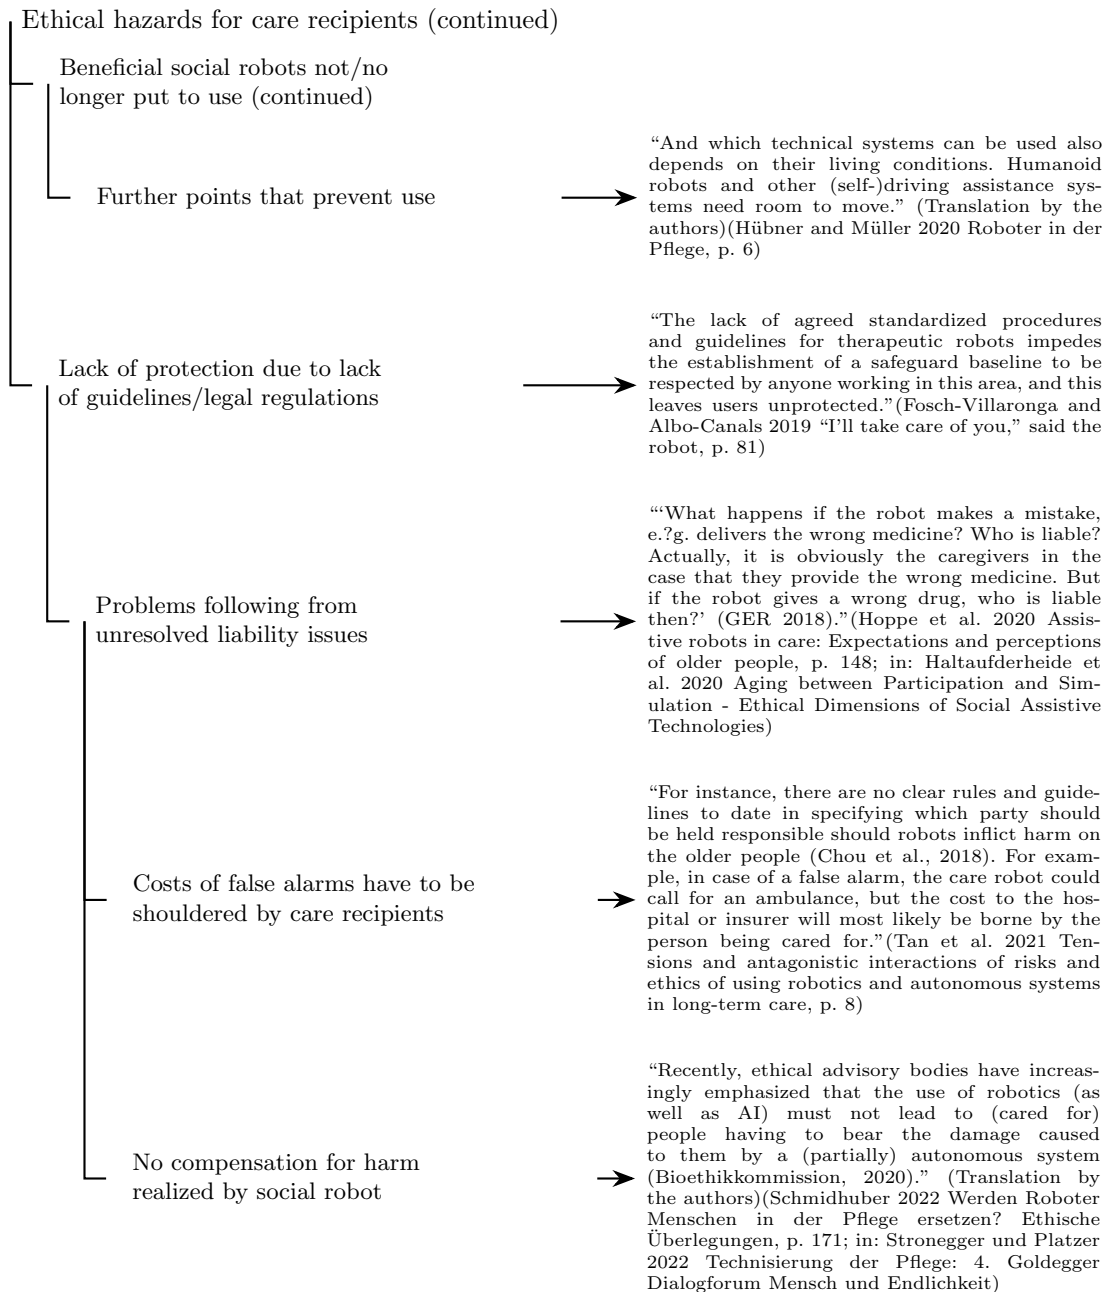 Ethical hazards for care recipients (continued)
Beneficial social robots not/no
longer put to use (continued)
Further points that prevent use
“And which technical systems can be used also
depends on their living conditions. Humanoid
robots and other (self-)driving assistance sys-
tems need room to move.” (Translation by the
authors)(Hübner and Müller 2020 Roboter in der
Pflege, p. 6)
Lack of protection due to lack
of guidelines/legal regulations
“The lack of agreed standardized procedures
and guidelines for therapeutic robots impedes
the establishment of a safeguard baseline to be
respected by anyone working in this area, and this
leaves users unprotected.”(Fosch-Villaronga and
Albo-Canals 2019 “I’ll take care of you,” said the
robot, p. 81)
Problems following from
unresolved liability issues
“‘What happens if the robot makes a mistake,
e.?g. delivers the wrong medicine? Who is liable?
Actually, it is obviously the caregivers in the
case that they provide the wrong medicine. But
if the robot gives a wrong drug, who is liable
then?’ (GER 2018).”(Hoppe et al. 2020 Assis-
tive robots in care: Expectations and perceptions
of older people, p. 148; in: Haltaufderheide et
al. 2020 Aging between Participation and Sim-
ulation - Ethical Dimensions of Social Assistive
Technologies)
Costs of false alarms have to be
shouldered by care recipients
“For instance, there are no clear rules and guide-
lines to date in specifying which party should
be held responsible should robots inflict harm on
the older people (Chou et al., 2018). For exam-
ple, in case of a false alarm, the care robot could
call for an ambulance, but the cost to the hos-
pital or insurer will most likely be borne by the
person being cared for.”(Tan et al. 2021 Ten-
sions and antagonistic interactions of risks and
ethics of using robotics and autonomous systems
in long-term care, p. 8)
No compensation for harm
realized by social robot
“Recently, ethical advisory bodies have increas-
ingly emphasized that the use of robotics (as
well as AI) must not lead to (cared for)
people having to bear the damage caused
to them by a (partially) autonomous system
(Bioethikkommission, 2020).” (Translation by
the authors)(Schmidhuber 2022 Werden Roboter
Menschen in der Pflege ersetzen? Ethische
Überlegungen, p. 171; in: Stronegger und Platzer
2022 Technisierung der Pflege: 4. Goldegger
Dialogforum Mensch und Endlichkeit)